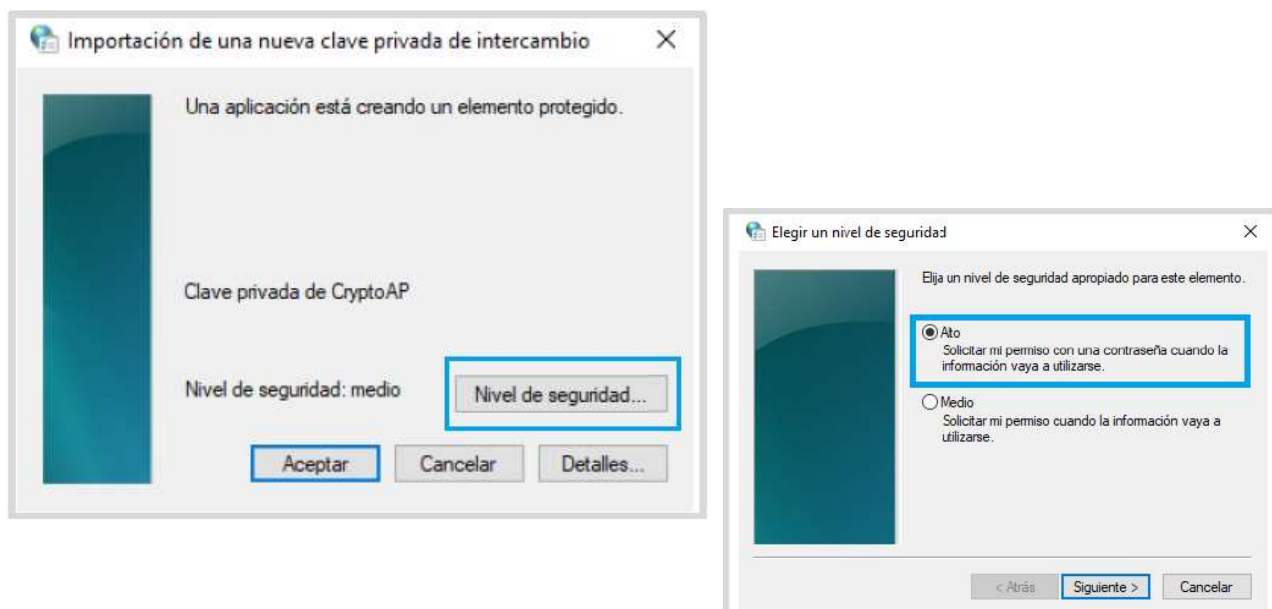 Importación de una nueva clave privada de intercambio
Una aplicación está creando un elemento protegido.
Clave privada de CryptoAP
Nivel de seguridad: medio
Nivel de seguridad...
Aceptar
Cancelar
Detalles...
Elegir un nivel de seguridad
Elija un nivel de seguridad apropiado para este elemento.
Ato
Solicitar mi permiso con una contraseña cuando la
información vaya a utilizarse.
Medio
Solicitar mi permiso cuando la información vaya a
utilizarse.
< Atrás
Siguiente >
Cancelar